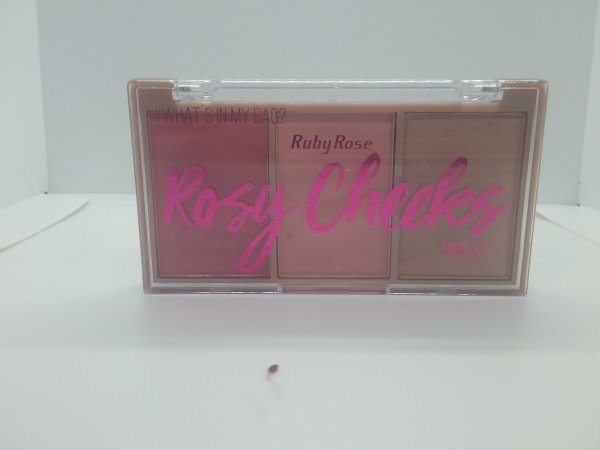 #WHAT'S IN MY BAG?
Ruby Rose
Rosy Cheeks